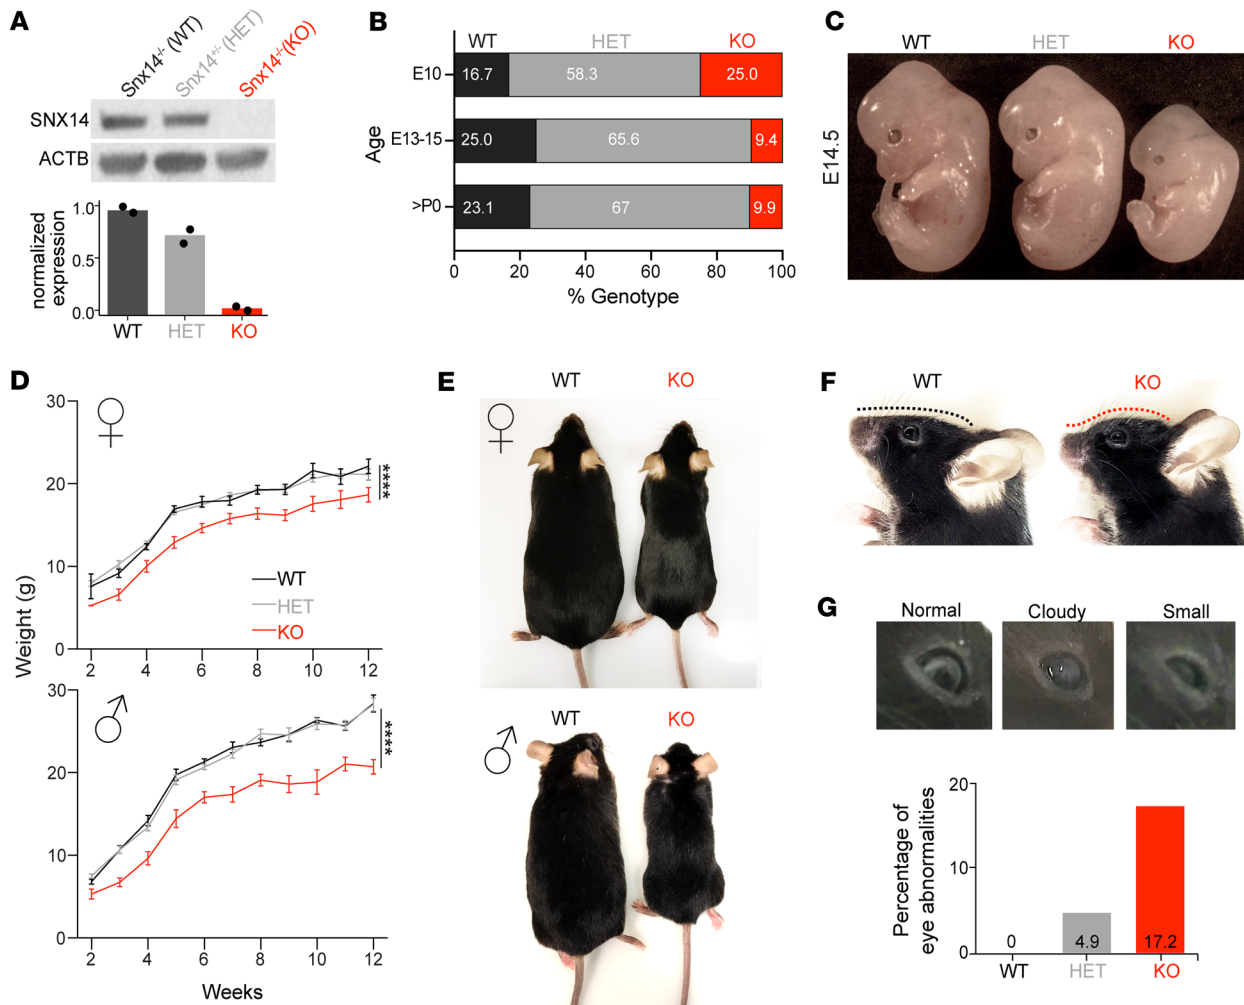 A
Snx14-/- (WT)
Snx14+/- (HET)
Snx14-/-(KO)
SNX14
ACTB
normalized
expression
1.0
0.5
0.0
WT HET KO
B
WT HET KO
Age
E10 16.7 58.3 25.0
E13-15 25.0 65.6 9.4
>P0 23.1 67 9.9
0 20 40 60 80 100
% Genotype
C
WT HET KO
E14.5
D
♀
Weight (g)
30
20
10
0
WT
HET
KO
****
2 4 6 8 10 12
♂
30
20
10
0
****
2 4 6 8 10 12
Weeks
E
WT KO
♀
WT KO
♂
F
WT KO
G
Normal Cloudy Small
Percentage of
eye abnormalities
20
10
0
0 4.9 17.2
WT HET KO